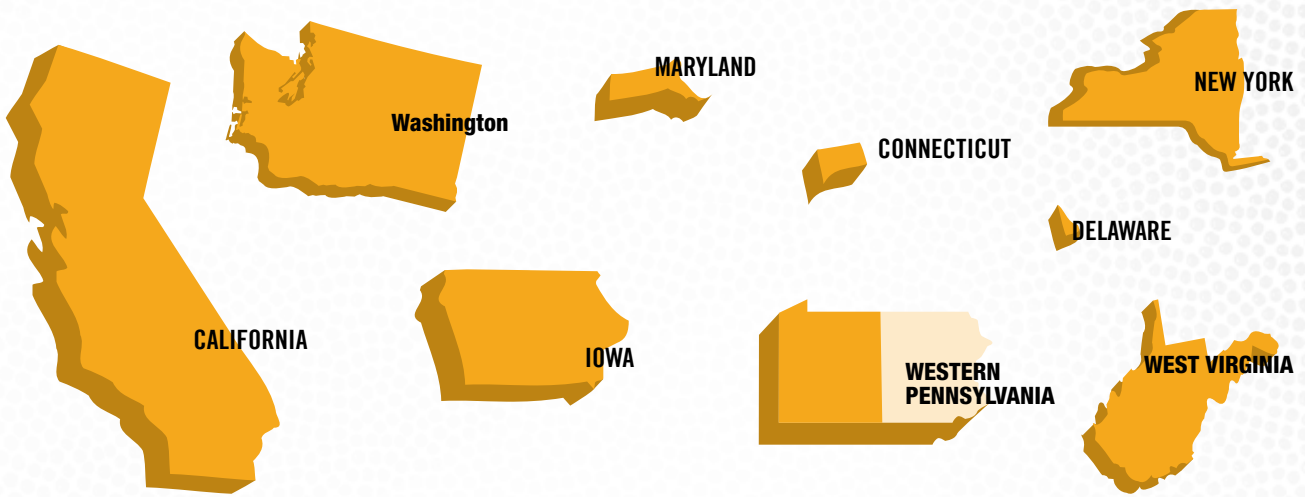 MARYLAND
NEW YORK
Washington
CONNECTICUT
DELAWARE
CALIFORNIA
IOWA
WESTERN
PENNSYLVANIA
WEST VIRGINIA